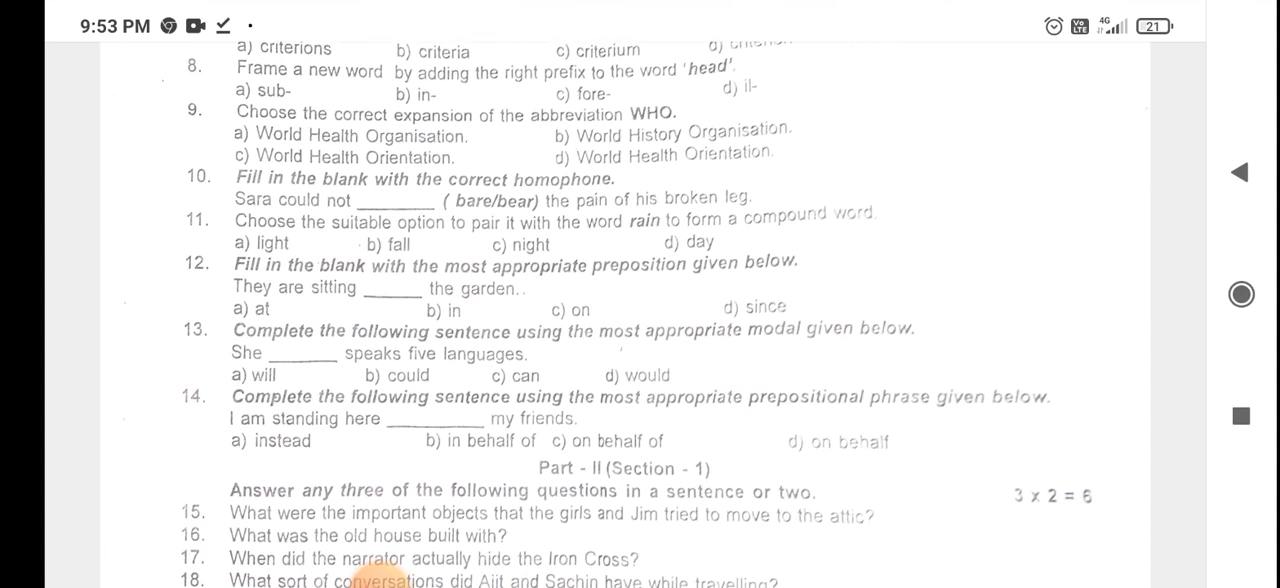 9:53 PM
4G
Vo LTE
21
a) criterions b) criteria c) criterium d)
8. Frame a new word by adding the right prefix to the word 'head'.
a) sub- b) in- c) fore- d) il-
9. Choose the correct expansion of the abbreviation WHO.
a) World Health Organisation. b) World History Organisation.
c) World Health Orientation. d) World Health Orientation.
10. Fill in the blank with the correct homophone.
Sara could not ________ ( bare/bear) the pain of his broken leg.
11. Choose the suitable option to pair it with the word rain to form a compound word.
a) light b) fall c) night d) day
12. Fill in the blank with the most appropriate preposition given below.
They are sitting ______ the garden..
a) at b) in c) on d) since
13. Complete the following sentence using the most appropriate modal given below.
She _______ speaks five languages.
a) will b) could c) can d) would
14. Complete the following sentence using the most appropriate prepositional phrase given below.
I am standing here __________ my friends.
a) instead b) in behalf of c) on behalf of d) on behalf
Part - II (Section - 1)
Answer any three of the following questions in a sentence or two. 3 x 2 = 6
15. What were the important objects that the girls and Jim tried to move to the attic?
16. What was the old house built with?
17. When did the narrator actually hide the Iron Cross?
18. What sort of conversations did Ajit and Sachin have while travelling?